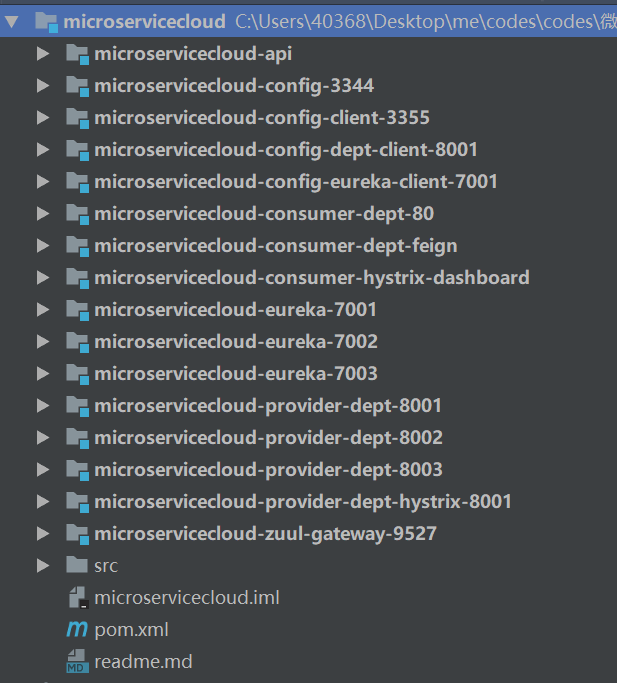 microservicecloud C:\Users\40368\Desktop\me\codes\codes\微
microservicecloud-api
microservicecloud-config-3344
microservicecloud-config-client-3355
microservicecloud-config-dept-client-8001
microservicecloud-config-eureka-client-7001
microservicecloud-consumer-dept-80
microservicecloud-consumer-dept-feign
microservicecloud-consumer-hystrix-dashboard
microservicecloud-eureka-7001
microservicecloud-eureka-7002
microservicecloud-eureka-7003
microservicecloud-provider-dept-8001
microservicecloud-provider-dept-8002
microservicecloud-provider-dept-8003
microservicecloud-provider-dept-hystrix-8001
microservicecloud-zuul-gateway-9527
src
microservicecloud.iml
m pom.xml
MD readme.md